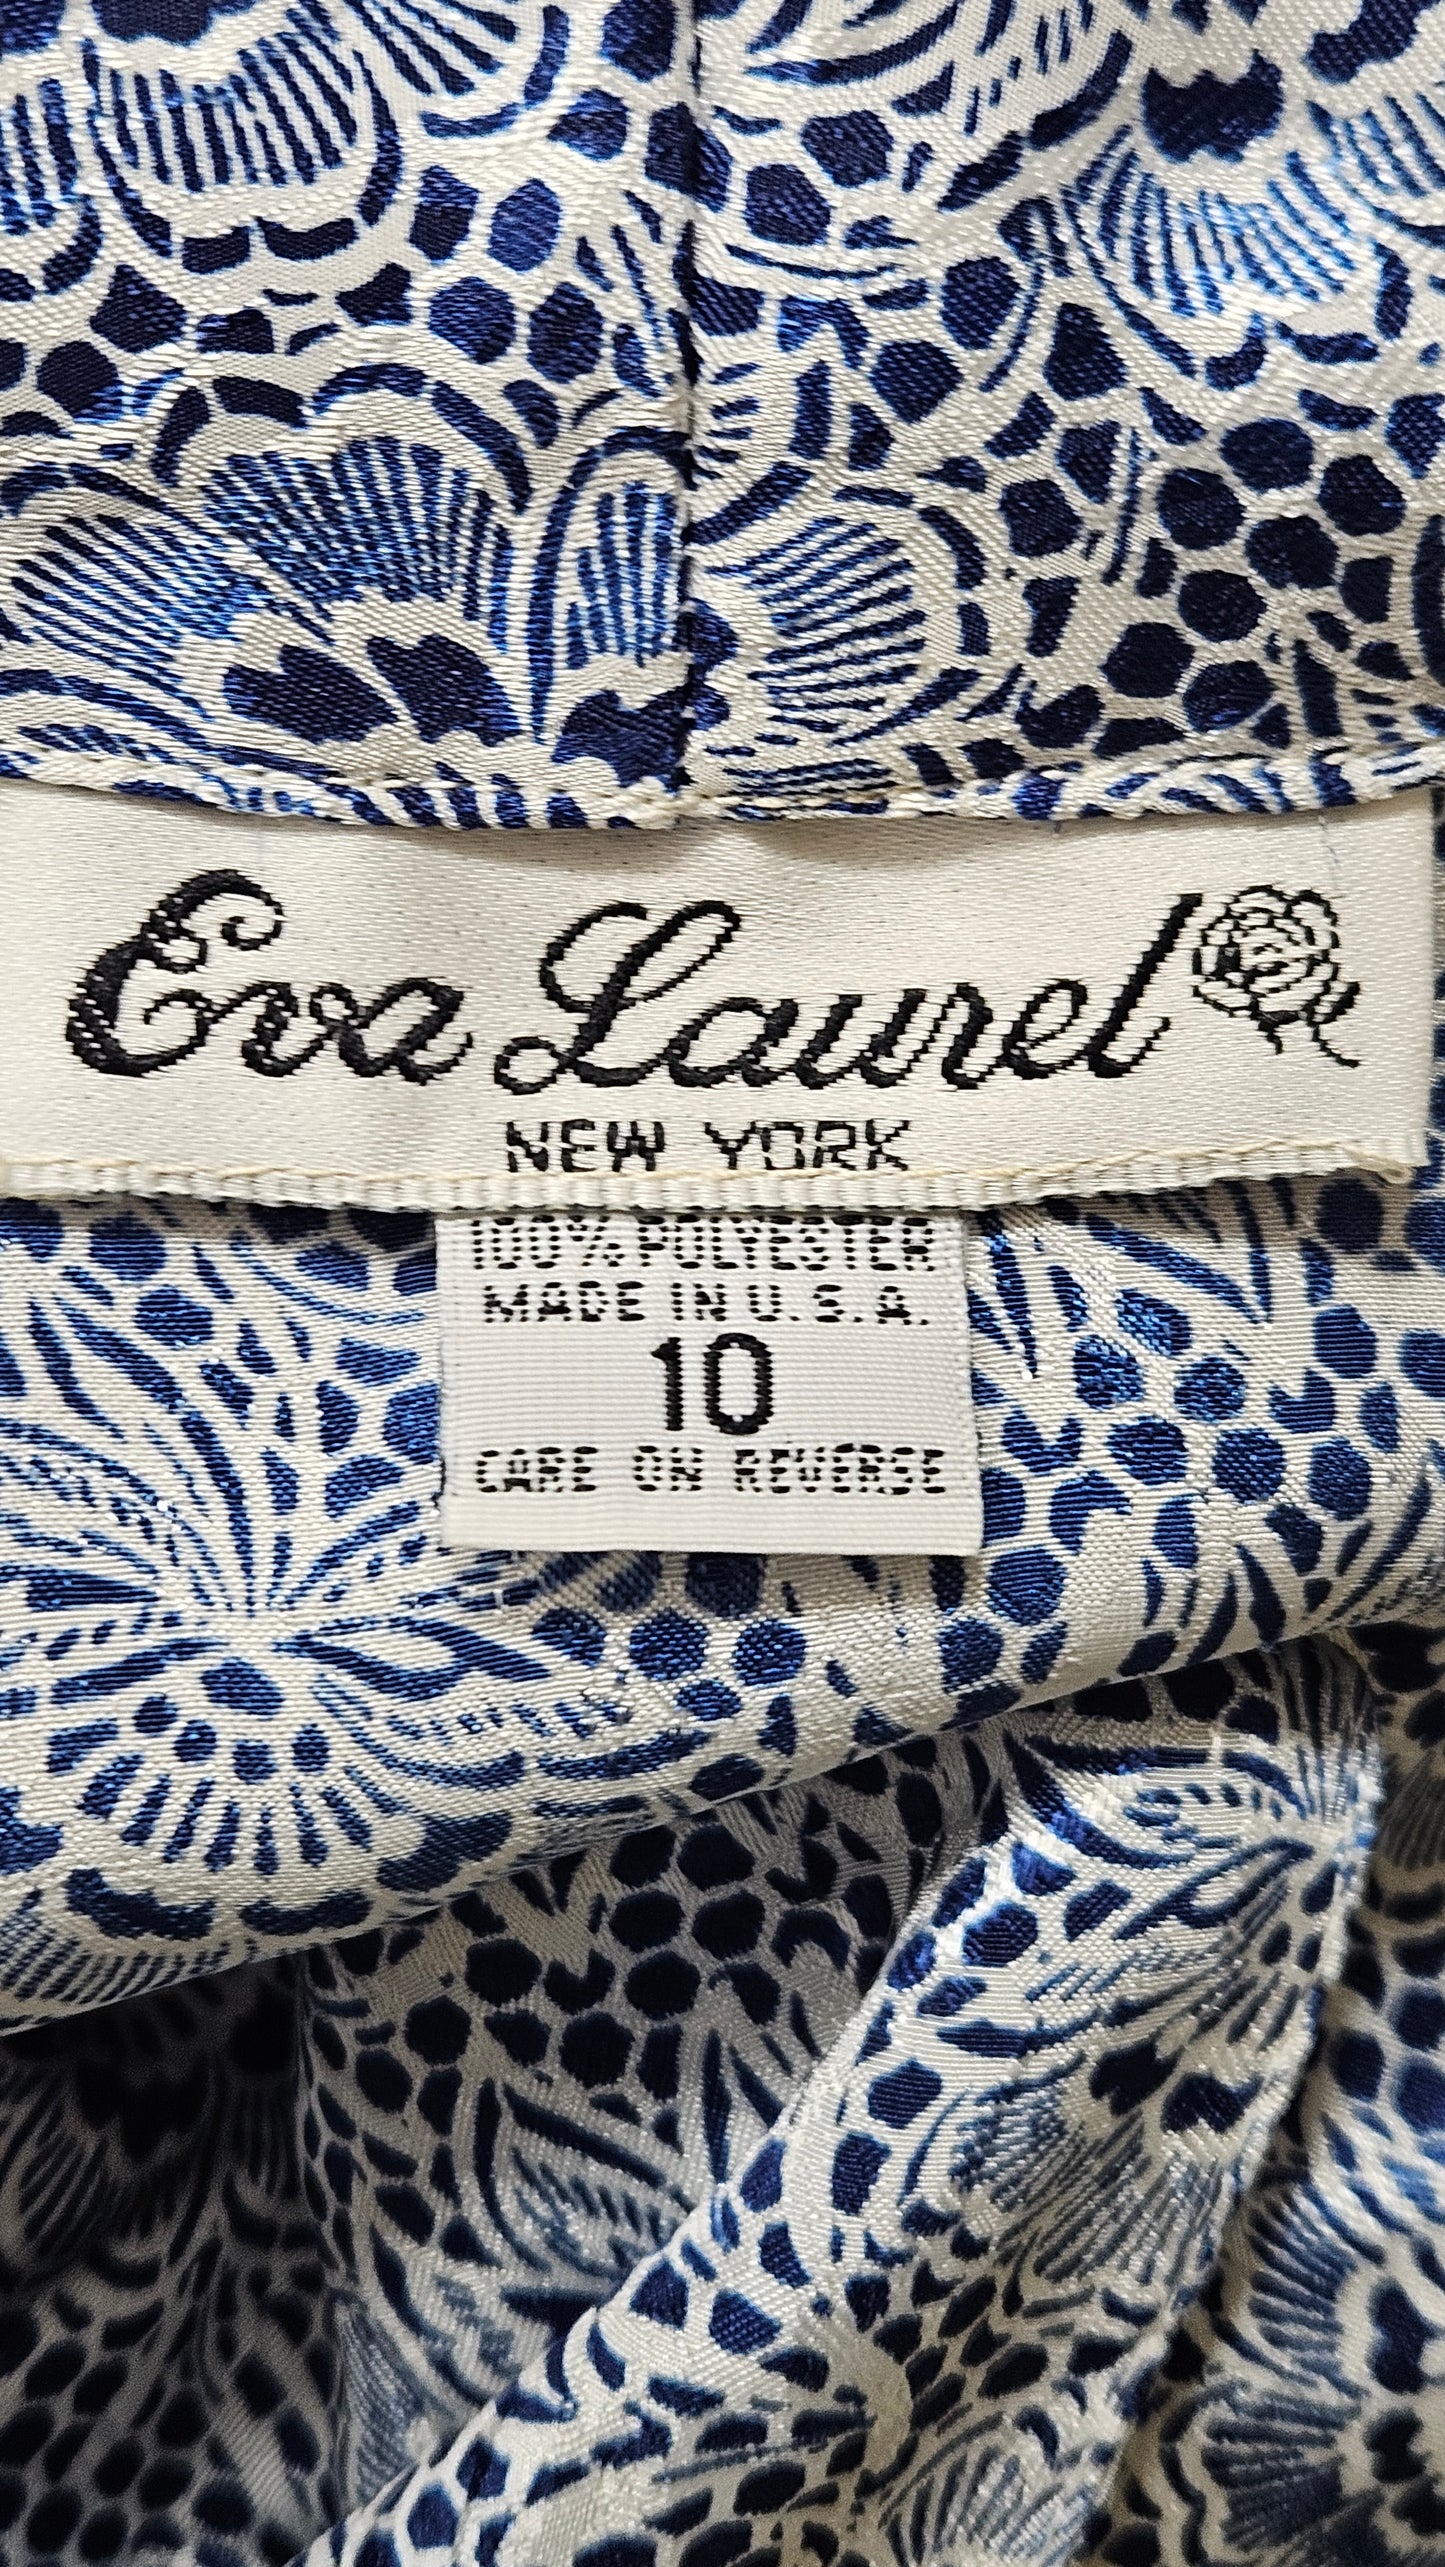 Eva Laurel
NEW YORK
100% POLYESTER
MADE IN U.S.A.
10
CARE ON REVERSE